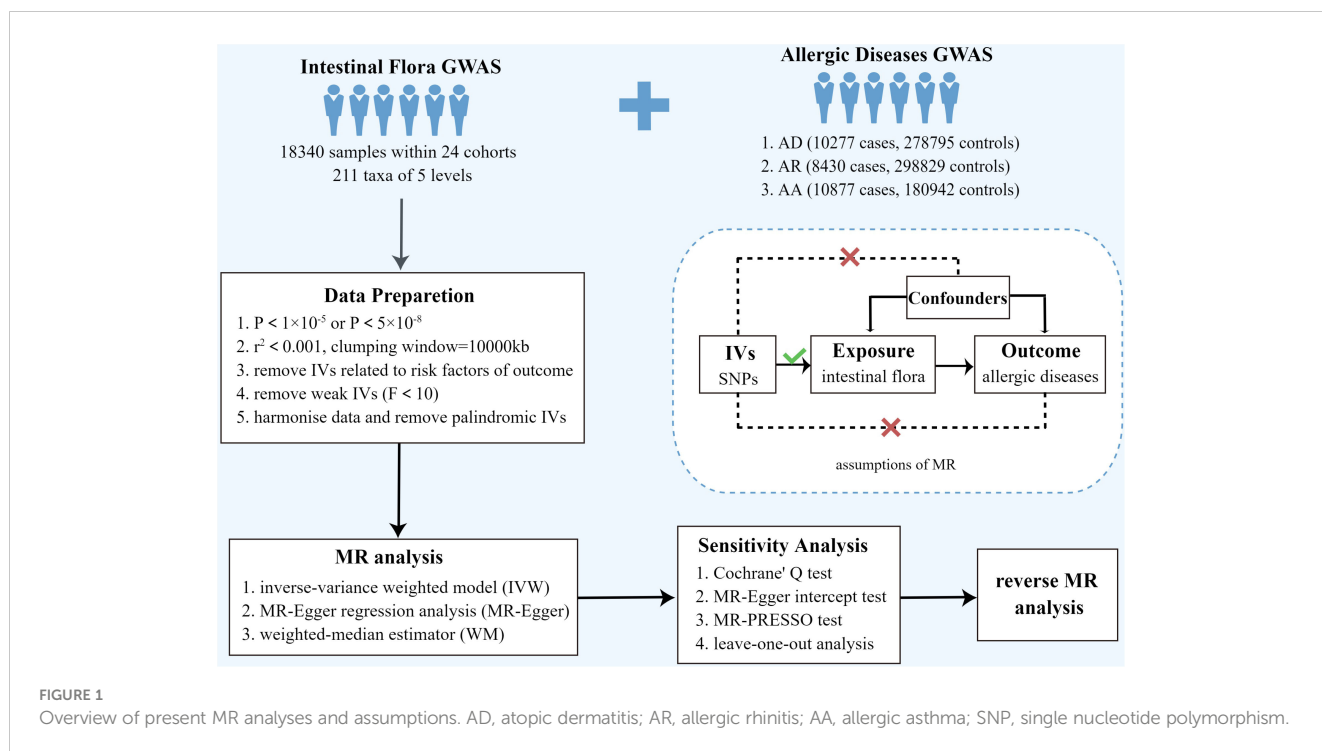 Intestinal Flora GWAS
18340 samples within 24 cohorts
211 taxa of 5 levels
Allergic Diseases GWAS
1. AD (10277 cases, 278795 controls)
2. AR (8430 cases, 298829 controls)
3. AA (10877 cases, 180942 controls)
Data Preparetion
1. P < 1×10⁻⁵ or P < 5×10⁻⁸
2. r² < 0.001, clumping window=10000kb
3. remove IVs related to risk factors of outcome
4. remove weak IVs (F < 10)
5. harmonise data and remove palindromic IVs
Confounders
IVs
SNPs
Exposure
intestinal flora
Outcome
allergic diseases
assumptions of MR
MR analysis
1. inverse-variance weighted model (IVW)
2. MR-Egger regression analysis (MR-Egger)
3. weighted-median estimator (WM)
Sensitivity Analysis
1. Cochrane' Q test
2. MR-Egger intercept test
3. MR-PRESSO test
4. leave-one-out analysis
reverse MR
analysis
FIGURE 1
Overview of present MR analyses and assumptions. AD, atopic dermatitis; AR, allergic rhinitis; AA, allergic asthma; SNP, single nucleotide polymorphism.